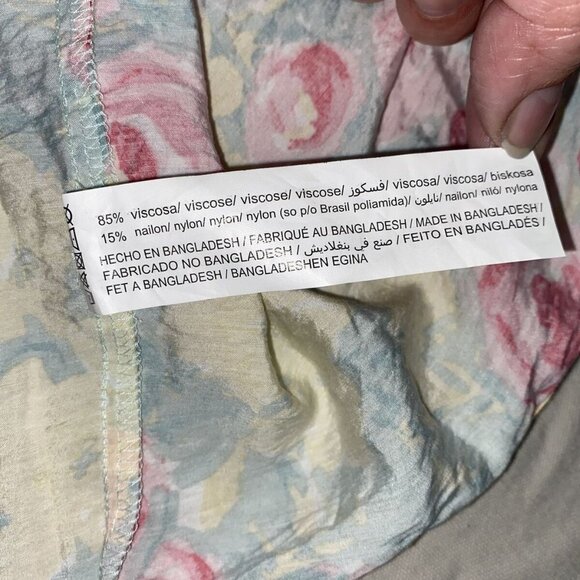 85% viscosa/ viscose/ viscose/ viscose/ فسكوز/ viscosa/ viscosa/ biskosa
15% nailon/ nylon/ nylon/ nylon (so p/o Brasil poliamida)/ نايلون/ nailon/ niló/ nylona
HECHO EN BANGLADESH / FABRIQUÉ AU BANGLADESH / MADE IN BANGLADESH /
FABRICADO NO BANGLADESH / صنع في بنغلاديش / FEITO EN BANGLADÉS /
FET A BANGLADESH / BANGLADESHEN EGINA